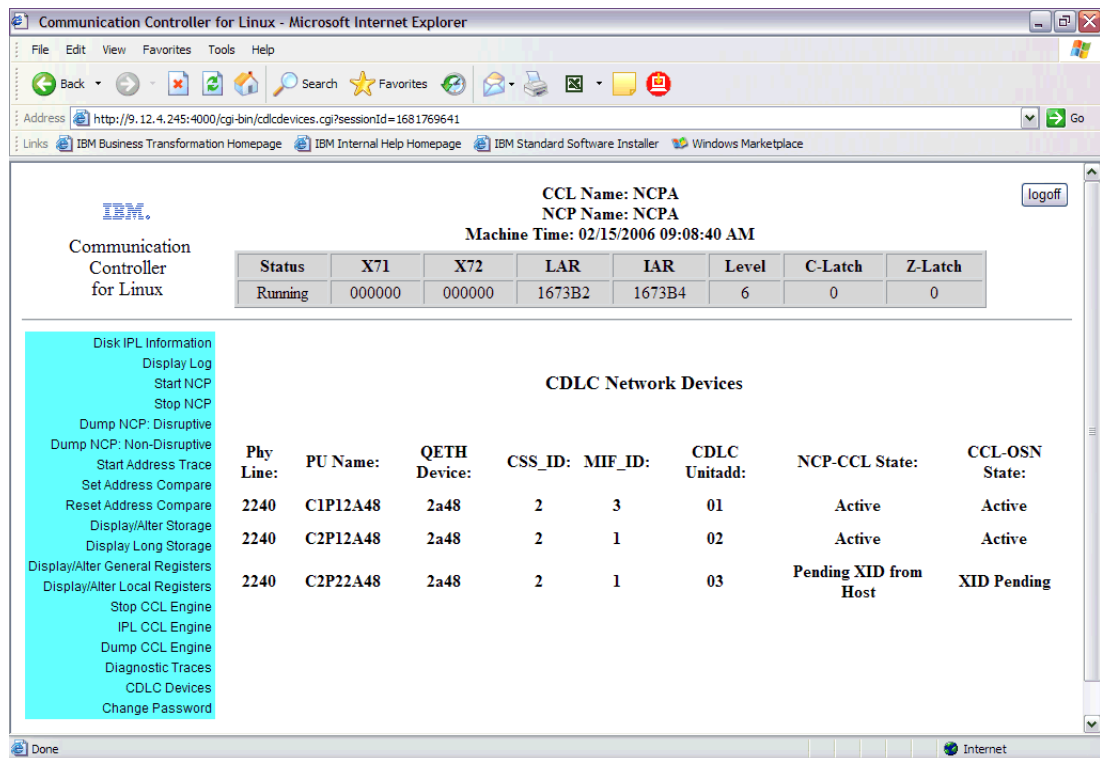 Communication Controller for Linux - Microsoft Internet Explorer
File Edit View Favorites Tools Help
Back Search Favorites
Address http://9.12.4.245:4000/cgi-bin/cdlcdevices.cgi?sessionId=1681769641 Go
Links IBM Business Transformation Homepage IBM Internal Help Homepage IBM Standard Software Installer Windows Marketplace
IBM.
Communication
Controller
for Linux
CCL Name: NCPA
NCP Name: NCPA
Machine Time: 02/15/2006 09:08:40 AM
logoff
Status X71 X72 LAR IAR Level C-Latch Z-Latch
Running 000000 000000 1673B2 1673B4 6 0 0
Disk IPL Information
Display Log
Start NCP
Stop NCP
Dump NCP: Disruptive
Dump NCP: Non-Disruptive
Start Address Trace
Set Address Compare
Reset Address Compare
Display/Alter Storage
Display Long Storage
Display/Alter General Registers
Display/Alter Local Registers
Stop CCL Engine
IPL CCL Engine
Dump CCL Engine
Diagnostic Traces
CDLC Devices
Change Password
CDLC Network Devices
Phy Line: PU Name: QETH Device: CSS_ID: MIF_ID: CDLC Unitadd: NCP-CCL State: CCL-OSN State:
2240 C1P12A48 2a48 2 3 01 Active Active
2240 C2P12A48 2a48 2 1 02 Active Active
2240 C2P22A48 2a48 2 1 03 Pending XID from Host XID Pending
Done Internet